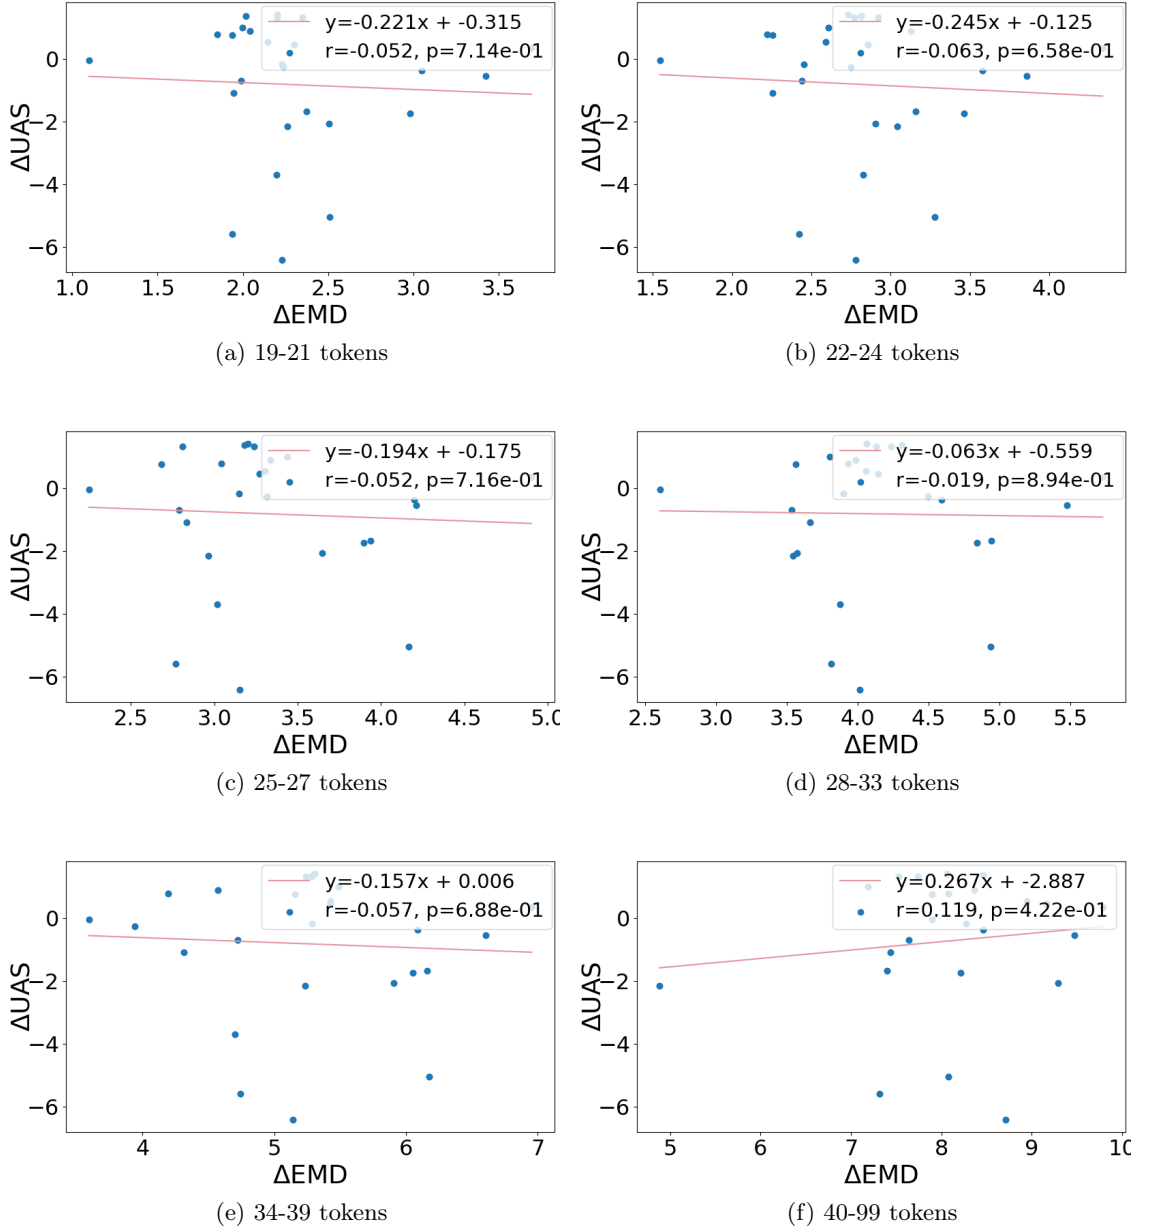 y=-0.221x + -0.315
r=-0.052, p=7.14e-01
0
−2
−4
−6
ΔUAS
1.0 2.0 2.5 3.0 3.5
ΔEMD
(a) 19-21 tokens
y=-0.245x + -0.125
r=-0.063, p=6.58e-01
0
−2
−4
−6
ΔUAS
1.5 2.0 2.5 3.0 3.5 4.0
ΔEMD
(b) 22-24 tokens
y=-0.194x + -0.175
r=-0.052, p=7.16e-01
0
−2
−4
−6
ΔUAS
2.5 3.0 3.5 4.0 4.5 5.0
ΔEMD
(c) 25-27 tokens
y=-0.063x + -0.559
r=-0.019, p=8.94e-01
0
−2
−4
−6
ΔUAS
2.5 3.0 3.5 4.0 4.5 5.0 5.5
ΔEMD
(d) 28-33 tokens
y=-0.157x + 0.006
r=-0.057, p=6.88e-01
0
−2
−4
−6
ΔUAS
4 5 6 7
ΔEMD
(e) 34-39 tokens
y=0.267x + -2.887
r=0.119, p=4.22e-01
0
−2
−4
−6
ΔUAS
5 6 7 8 9 10
ΔEMD
(f) 40-99 tokens